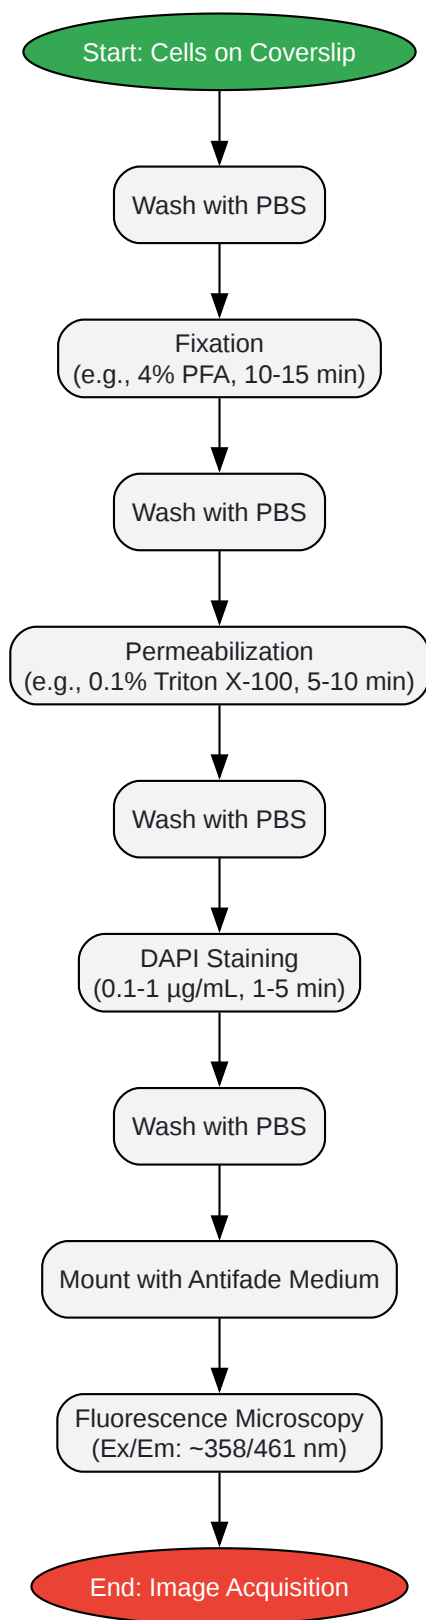 Start: Cells on Coverslip
Wash with PBS
Fixation
(e.g., 4% PFA, 10-15 min)
Wash with PBS
Permeabilization
(e.g., 0.1% Triton X-100, 5-10 min)
Wash with PBS
DAPI Staining
(0.1-1 µg/mL, 1-5 min)
Wash with PBS
Mount with Antifade Medium
Fluorescence Microscopy
(Ex/Em: ~358/461 nm)
End: Image Acquisition